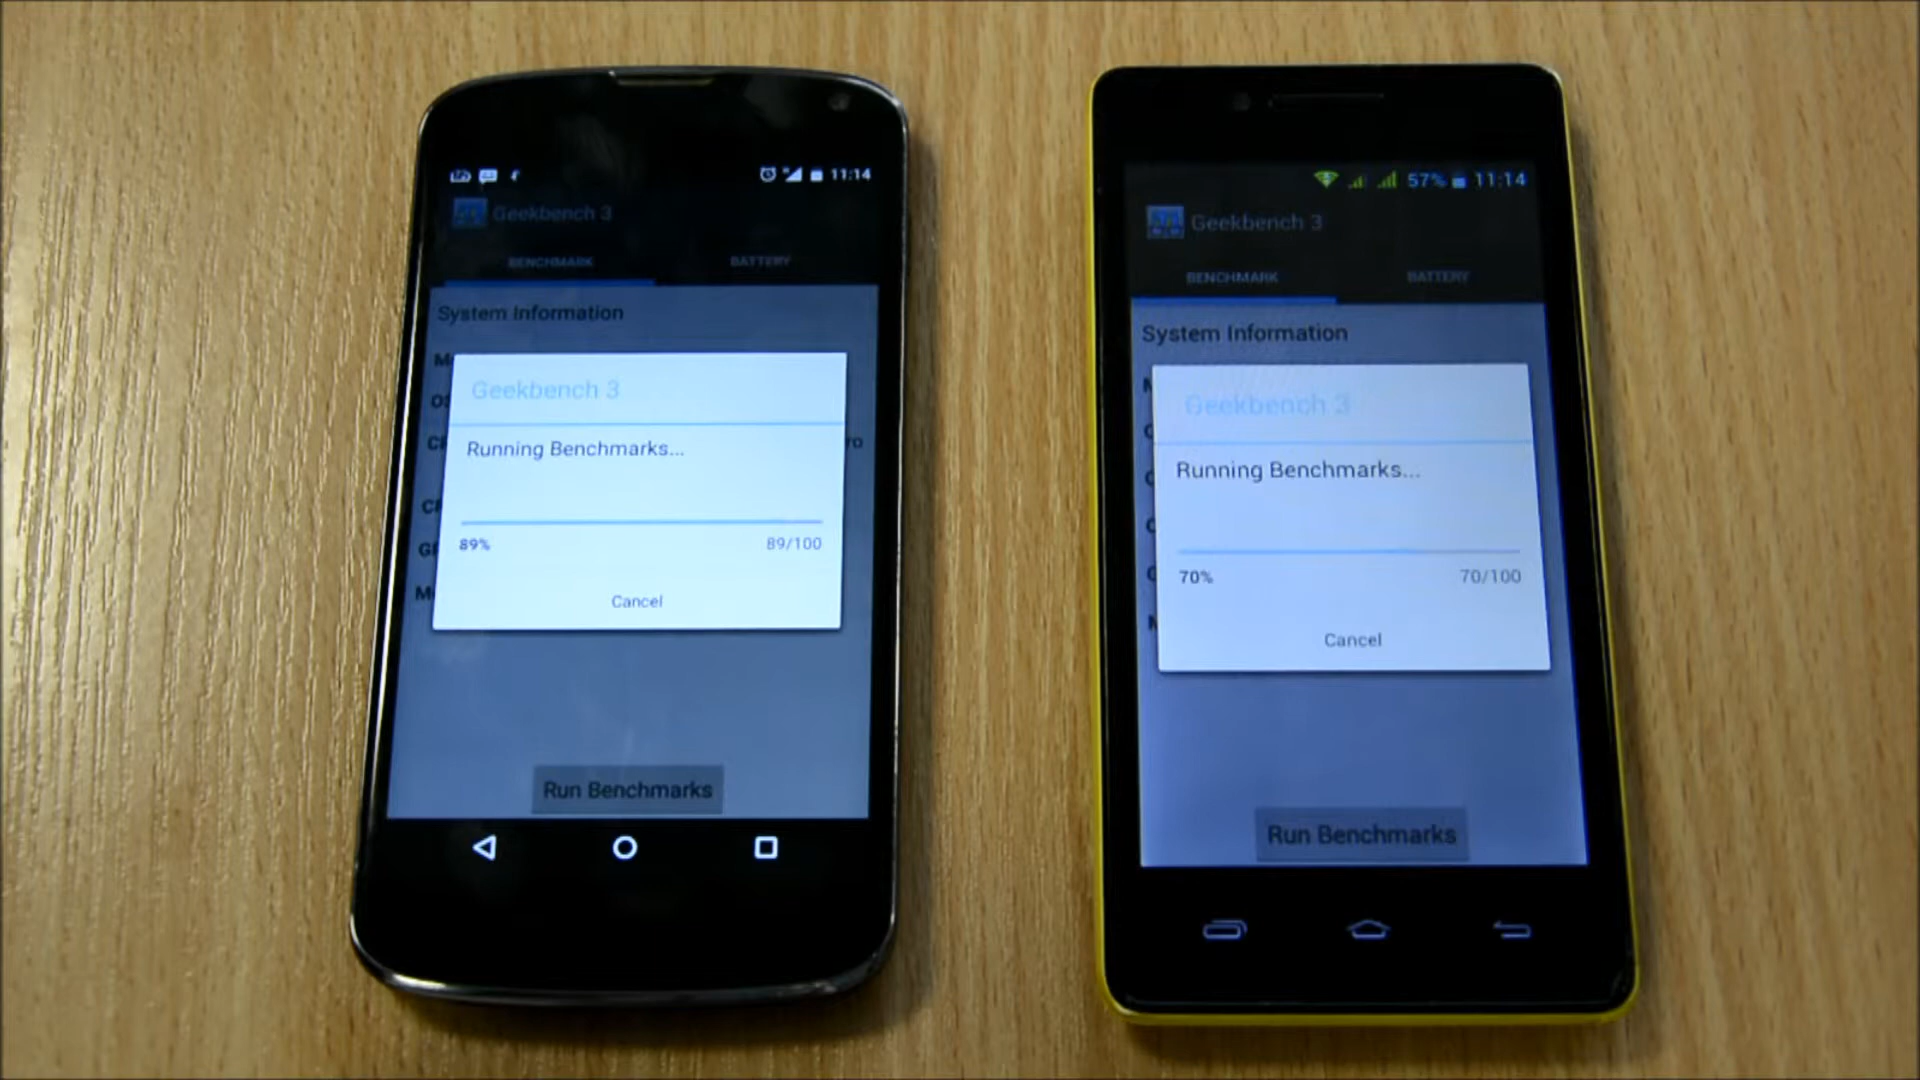 11:14
Geekbench 3
BENCHMARK BATTERY
System Information
Geekbench 3
Running Benchmarks...
89% 89/100
Cancel
Run Benchmarks
57% 11:14
Geekbench 3
BENCHMARK BATTERY
System Information
Geekbench 3
Running Benchmarks...
70% 70/100
Cancel
Run Benchmarks